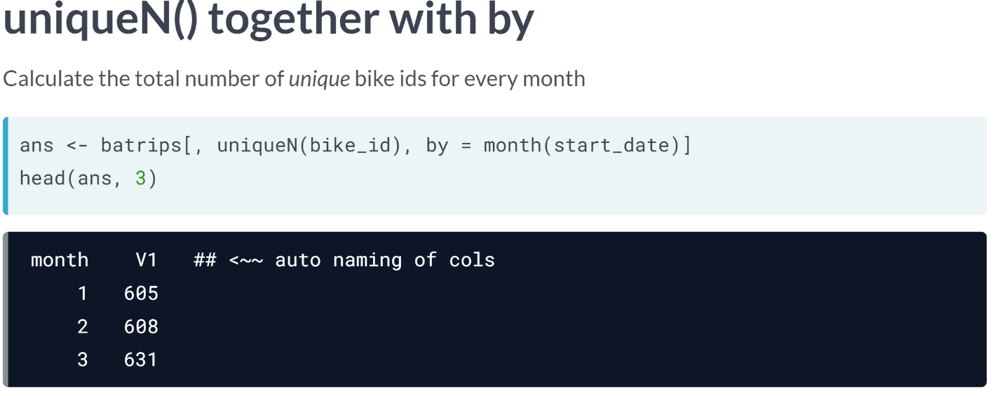 uniqueN() together with by
Calculate the total number of unique bike ids for every month
ans <- batrips[, uniqueN(bike_id), by = month(start_date)]
head(ans, 3)
month    V1   ## <~~ auto naming of cols
    1   605
    2   608
    3   631